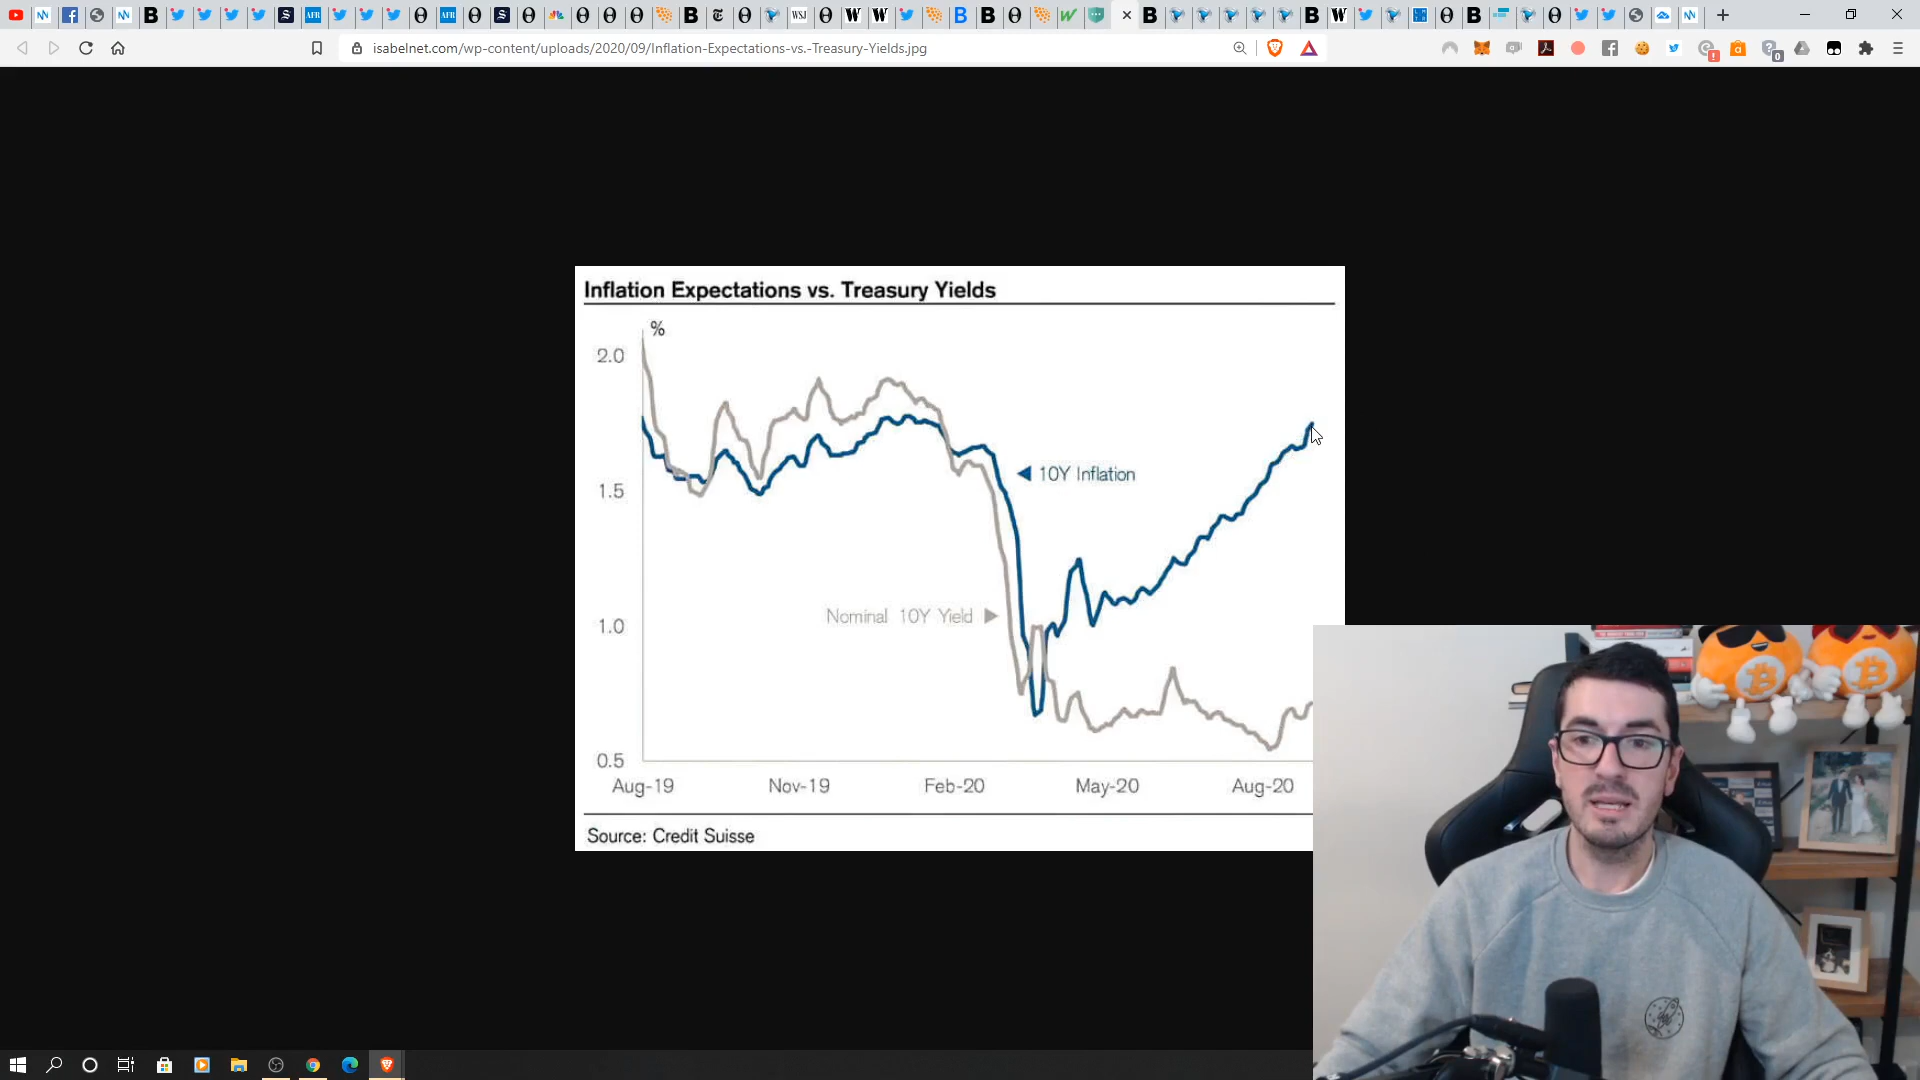 isabelnet.com/wp-content/uploads/2020/09/Inflation-Expectations-vs.-Treasury-Yields.jpg
Inflation Expectations vs. Treasury Yields
%
2.0
1.5
1.0
0.5
10Y Inflation
Nominal 10Y Yield
Aug-19 Nov-19 Feb-20 May-20 Aug-20
Source: Credit Suisse